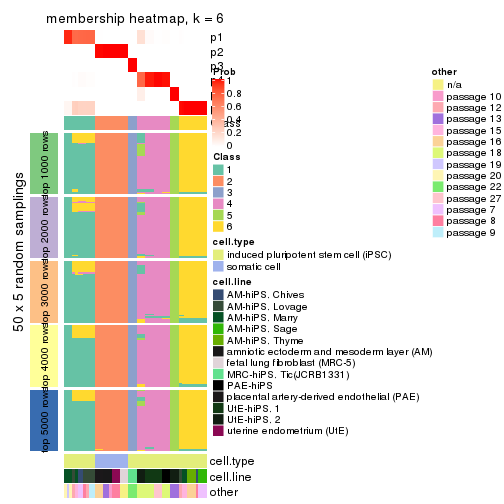 membership heatmap, k = 6
p1
p2
p3
Prob
1
0.8
0.6
0.4
0.2
0
Class
1
2
3
4
5
6
50 x 5 random samplings
top 1000 rows
top 2000 rows
top 3000 rows
top 4000 rows
top 5000 rows
cell.type
induced pluripotent stem cell (iPSC)
somatic cell
cell.line
AM-hiPS. Chives
AM-hiPS. Lovage
AM-hiPS. Marry
AM-hiPS. Sage
AM-hiPS. Thyme
amniotic ectoderm and mesoderm layer (AM)
fetal lung fibroblast (MRC-5)
MRC-hiPS. Tic(JCRB1331)
PAE-hiPS
placental artery-derived endothelial (PAE)
UtE-hiPS. 1
UtE-hiPS. 2
uterine endometrium (UtE)
cell.type
cell.line
other
other
n/a
passage 10
passage 12
passage 13
passage 15
passage 16
passage 18
passage 19
passage 20
passage 22
passage 27
passage 7
passage 8
passage 9